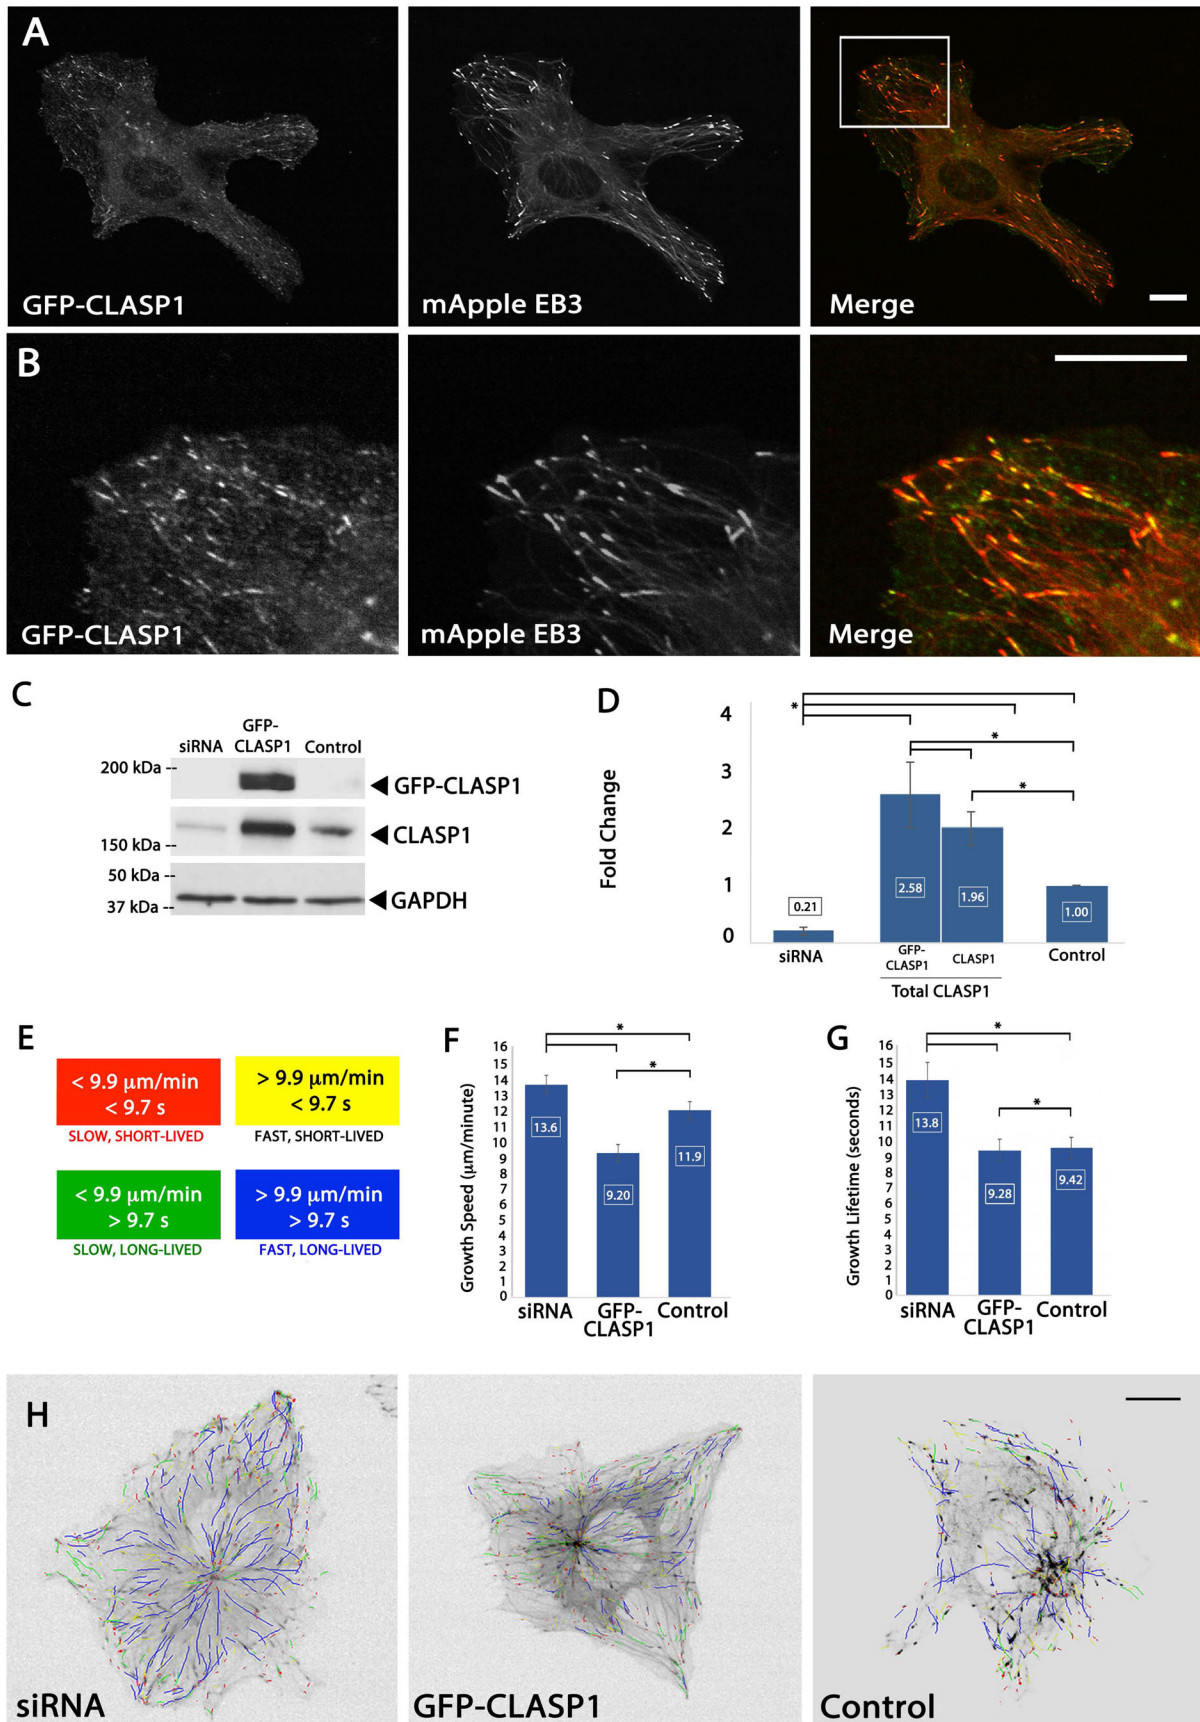 A
GFP-CLASP1
mApple EB3
Merge
B
GFP-CLASP1
mApple EB3
Merge
C
siRNA
GFP-
CLASP1
Control
200 kDa --
GFP-CLASP1
CLASP1
150 kDa --
50 kDa --
GAPDH
37 kDa --
D
Fold Change
4
3
2
1
0
*
*
*
0.21
2.58
1.96
1.00
siRNA
GFP-
CLASP1
CLASP1
Control
Total CLASP1
E
< 9.9 μm/min
< 9.7 s
SLOW, SHORT-LIVED
> 9.9 μm/min
< 9.7 s
FAST, SHORT-LIVED
< 9.9 μm/min
> 9.7 s
SLOW, LONG-LIVED
> 9.9 μm/min
> 9.7 s
FAST, LONG-LIVED
F
Growth Speed (μm/minute)
16
15
14
13
12
11
10
9
8
7
6
5
4
3
2
1
0
*
*
13.6
9.20
11.9
siRNA
GFP-
CLASP1
Control
G
Growth Lifetime (seconds)
16
15
14
13
12
11
10
9
8
7
6
5
4
3
2
1
0
*
*
13.8
9.28
9.42
siRNA
GFP-
CLASP1
Control
H
siRNA
GFP-CLASP1
Control